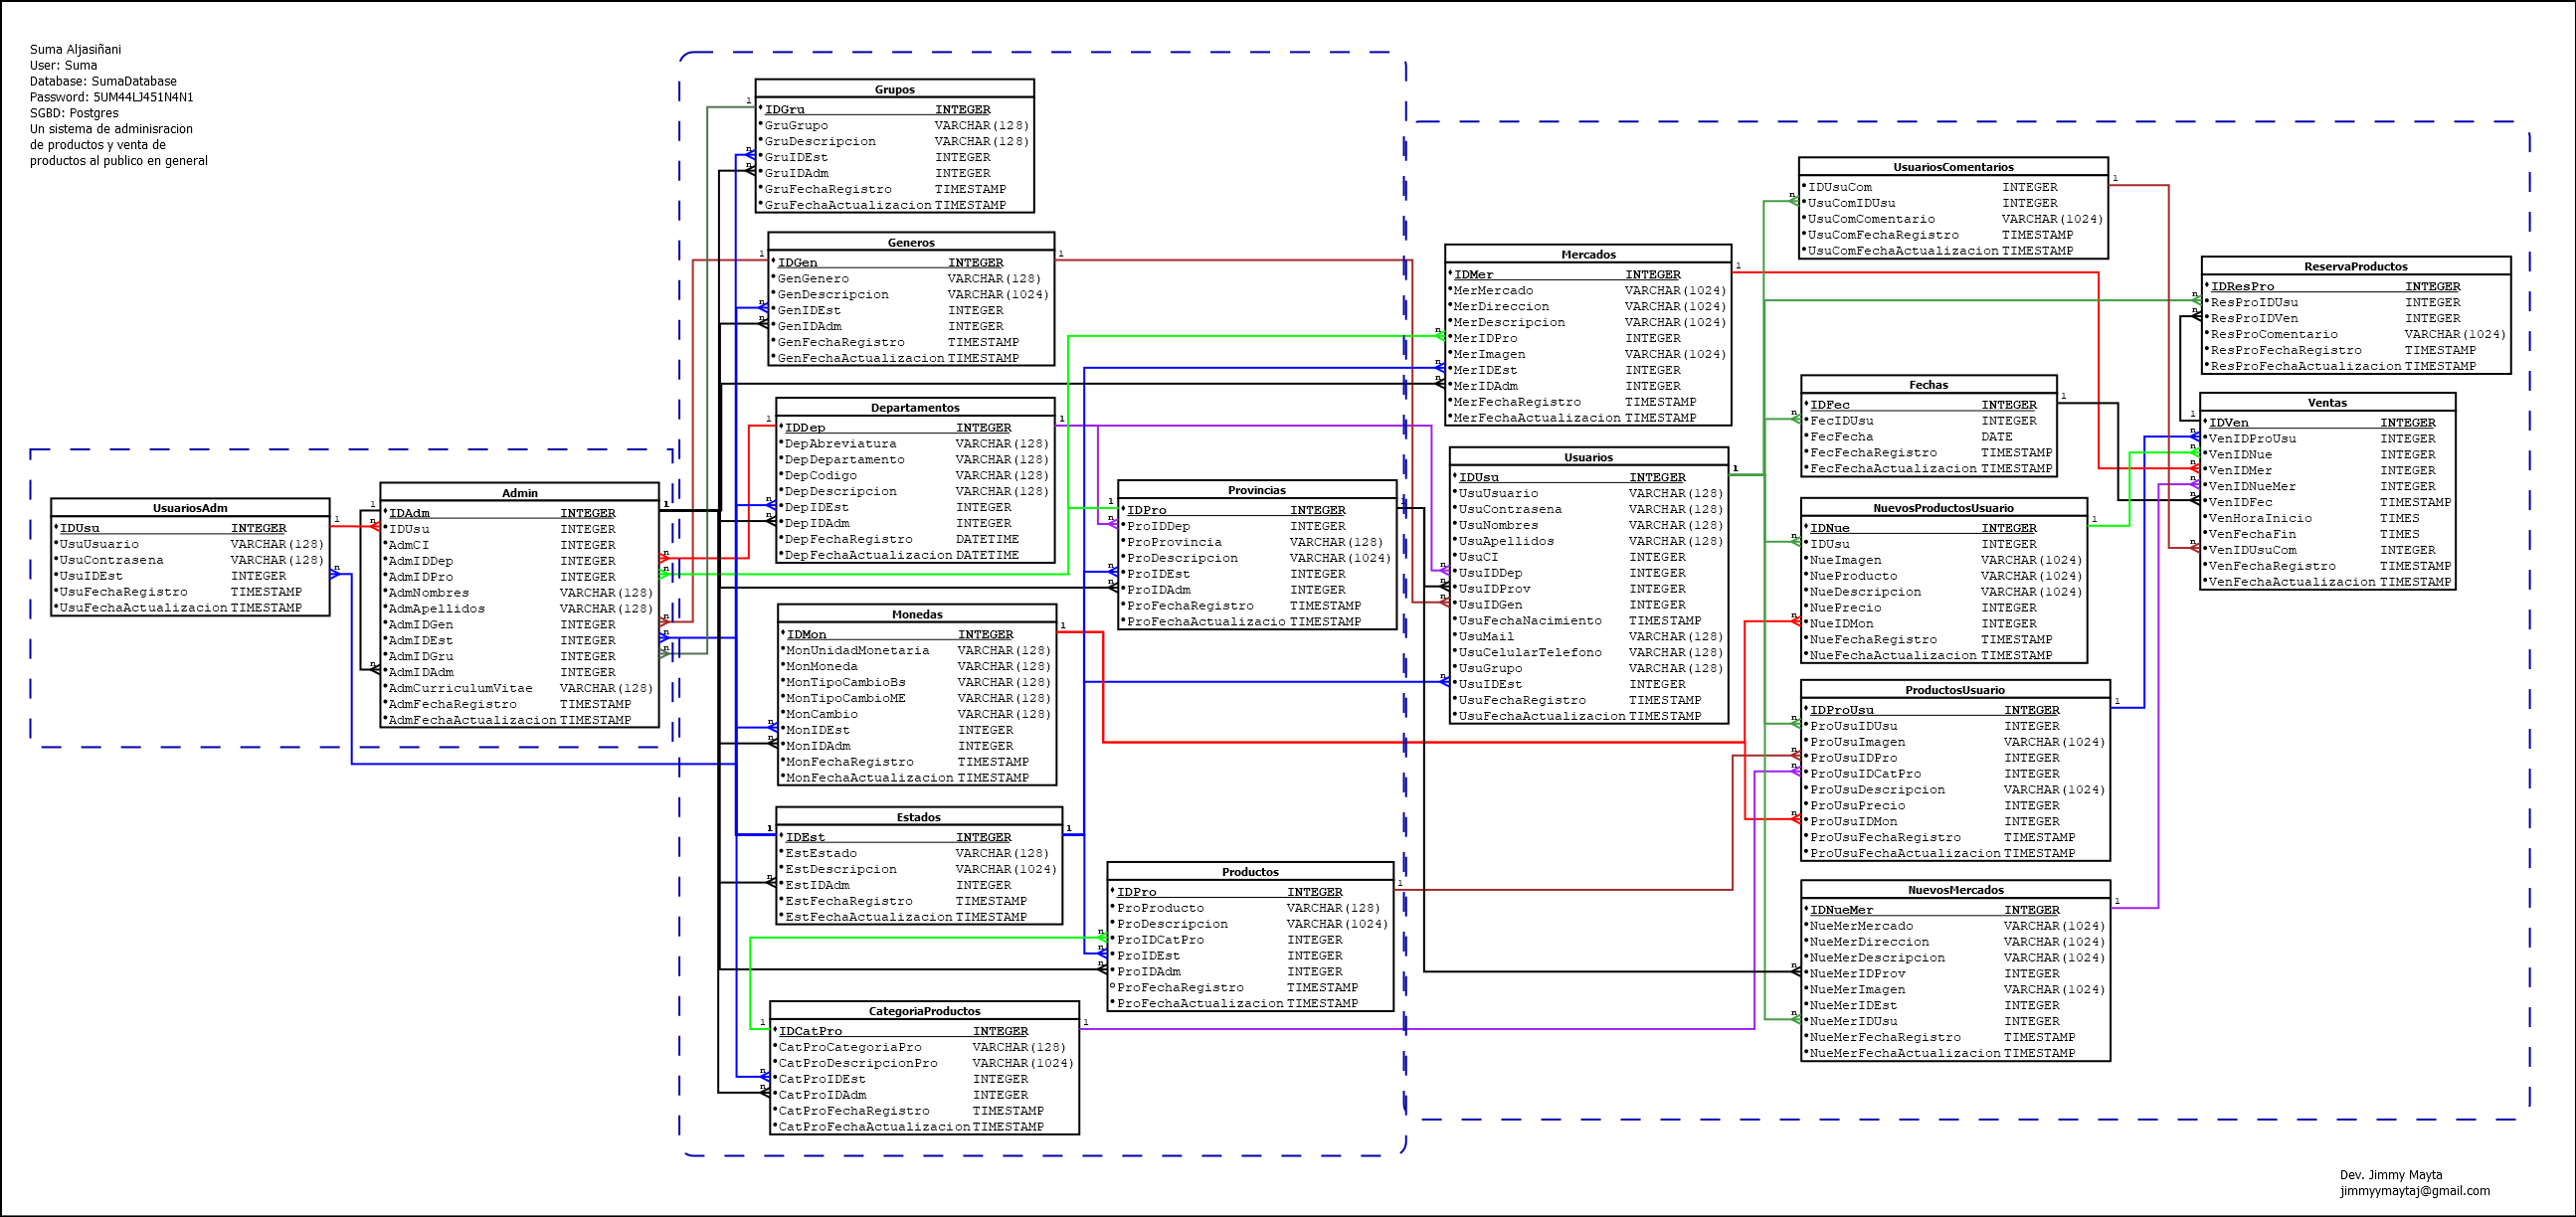 Suma Aljasiñani
User: Suma
Database: SumaDatabase
Password: 5UM44LJ451N4N1
SGBD: Postgres
Un sistema de adminisracion
de productos y venta de
productos al publico en general
UsuariosAdm
IDUsu INTEGER
UsuUsuario VARCHAR(128)
UsuContrasena VARCHAR(128)
UsuIDEst INTEGER
UsuFechaRegistro TIMESTAMP
UsuFechaActualizacion TIMESTAMP
Admin
IDAdm INTEGER
IDUsu INTEGER
AdmCI INTEGER
AdmIDDep INTEGER
AdmIDPro INTEGER
AdmNombres VARCHAR(128)
AdmApellidos VARCHAR(128)
AdmIDGen INTEGER
AdmIDEst INTEGER
AdmIDGru INTEGER
AdmIDAdm INTEGER
AdmCurriculumVitae VARCHAR(128)
AdmFechaRegistro TIMESTAMP
AdmFechaActualizacion TIMESTAMP
Grupos
IDGru INTEGER
GruGrupo VARCHAR(128)
GruDescripcion VARCHAR(128)
GruIDEst INTEGER
GruIDAdm INTEGER
GruFechaRegistro TIMESTAMP
GruFechaActualizacion TIMESTAMP
Generos
IDGen INTEGER
GenGenero VARCHAR(128)
GenDescripcion VARCHAR(1024)
GenIDEst INTEGER
GenIDAdm INTEGER
GenFechaRegistro TIMESTAMP
GenFechaActualizacion TIMESTAMP
Departamentos
IDDep INTEGER
DepAbreviatura VARCHAR(128)
DepDepartamento VARCHAR(128)
DepCodigo VARCHAR(128)
DepDescripcion VARCHAR(128)
DepIDEst INTEGER
DepIDAdm INTEGER
DepFechaRegistro DATETIME
DepFechaActualizacion DATETIME
Monedas
IDMon INTEGER
MonUnidadMonetaria VARCHAR(128)
MonMoneda VARCHAR(128)
MonTipoCambioBs VARCHAR(128)
MonTipoCambioME VARCHAR(128)
MonCambio VARCHAR(128)
MonIDEst INTEGER
MonIDAdm INTEGER
MonFechaRegistro TIMESTAMP
MonFechaActualizacion TIMESTAMP
Estados
IDEst INTEGER
EstEstado VARCHAR(128)
EstDescripcion VARCHAR(1024)
EstIDAdm INTEGER
EstFechaRegistro TIMESTAMP
EstFechaActualizacion TIMESTAMP
CategoriaProductos
IDCatPro INTEGER
CatProCategoriaPro VARCHAR(128)
CatProDescripcionPro VARCHAR(1024)
CatProIDEst INTEGER
CatProIDAdm INTEGER
CatProFechaRegistro TIMESTAMP
CatProFechaActualizacion TIMESTAMP
Provincias
IDPro INTEGER
ProIDDep INTEGER
ProProvincia VARCHAR(128)
ProDescripcion VARCHAR(1024)
ProIDEst INTEGER
ProIDAdm INTEGER
ProFechaRegistro TIMESTAMP
ProFechaActualizacio TIMESTAMP
Productos
IDPro INTEGER
ProProducto VARCHAR(128)
ProDescripcion VARCHAR(1024)
ProIDCatPro INTEGER
ProIDEst INTEGER
ProIDAdm INTEGER
ProFechaRegistro TIMESTAMP
ProFechaActualizacion TIMESTAMP
Mercados
IDMer INTEGER
MerMercado VARCHAR(1024)
MerDireccion VARCHAR(1024)
MerDescripcion VARCHAR(1024)
MerIDPro INTEGER
MerImagen VARCHAR(1024)
MerIDEst INTEGER
MerIDAdm INTEGER
MerFechaRegistro TIMESTAMP
MerFechaActualizacion TIMESTAMP
Usuarios
IDUsu INTEGER
UsuUsuario VARCHAR(128)
UsuContrasena VARCHAR(128)
UsuNombres VARCHAR(128)
UsuApellidos VARCHAR(128)
UsuCI INTEGER
UsuIDDep INTEGER
UsuIDProv INTEGER
UsuIDGen INTEGER
UsuFechaNacimiento TIMESTAMP
UsuMail VARCHAR(128)
UsuCelularTelefono VARCHAR(128)
UsuGrupo VARCHAR(128)
UsuIDEst INTEGER
UsuFechaRegistro TIMESTAMP
UsuFechaActualizacion TIMESTAMP
UsuariosComentarios
IDUsuCom INTEGER
UsuComIDUsu INTEGER
UsuComComentario VARCHAR(1024)
UsuComFechaRegistro TIMESTAMP
UsuComFechaActualizacion TIMESTAMP
Fechas
IDFec INTEGER
FecIDUsu INTEGER
FecFecha DATE
FecFechaRegistro TIMESTAMP
FecFechaActualizacion TIMESTAMP
NuevosProductosUsuario
IDNue INTEGER
IDUsu INTEGER
NueImagen VARCHAR(1024)
NueProducto VARCHAR(1024)
NueDescripcion VARCHAR(1024)
NuePrecio INTEGER
NueIDMon INTEGER
NueFechaRegistro TIMESTAMP
NueFechaActualizacion TIMESTAMP
ProductosUsuario
IDProUsu INTEGER
ProUsuIDUsu INTEGER
ProUsuImagen VARCHAR(1024)
ProUsuIDPro INTEGER
ProUsuIDCatPro INTEGER
ProUsuDescripcion VARCHAR(1024)
ProUsuPrecio INTEGER
ProUsuIDMon INTEGER
ProUsuFechaRegistro TIMESTAMP
ProUsuFechaActualizacion TIMESTAMP
NuevosMercados
IDNueMer INTEGER
NueMerMercado VARCHAR(1024)
NueMerDireccion VARCHAR(1024)
NueMerDescripcion VARCHAR(1024)
NueMerIDProv INTEGER
NueMerImagen VARCHAR(1024)
NueMerIDEst INTEGER
NueMerIDUsu INTEGER
NueMerFechaRegistro TIMESTAMP
NueMerFechaActualizacion TIMESTAMP
ReservaProductos
IDResPro INTEGER
ResProIDUsu INTEGER
ResProIDVen INTEGER
ResProComentario VARCHAR(1024)
ResProFechaRegistro TIMESTAMP
ResProFechaActualizacion TIMESTAMP
Ventas
IDVen INTEGER
VenIDProUsu INTEGER
VenIDNue INTEGER
VenIDMer INTEGER
VenIDNueMer INTEGER
VenIDFec TIMESTAMP
VenHoraInicio TIMES
VenFechaFin TIMES
VenIDUsuCom INTEGER
VenFechaRegistro TIMESTAMP
VenFechaActualizacion TIMESTAMP
Dev. Jimmy Mayta
jimmyymaytaj@gmail.com